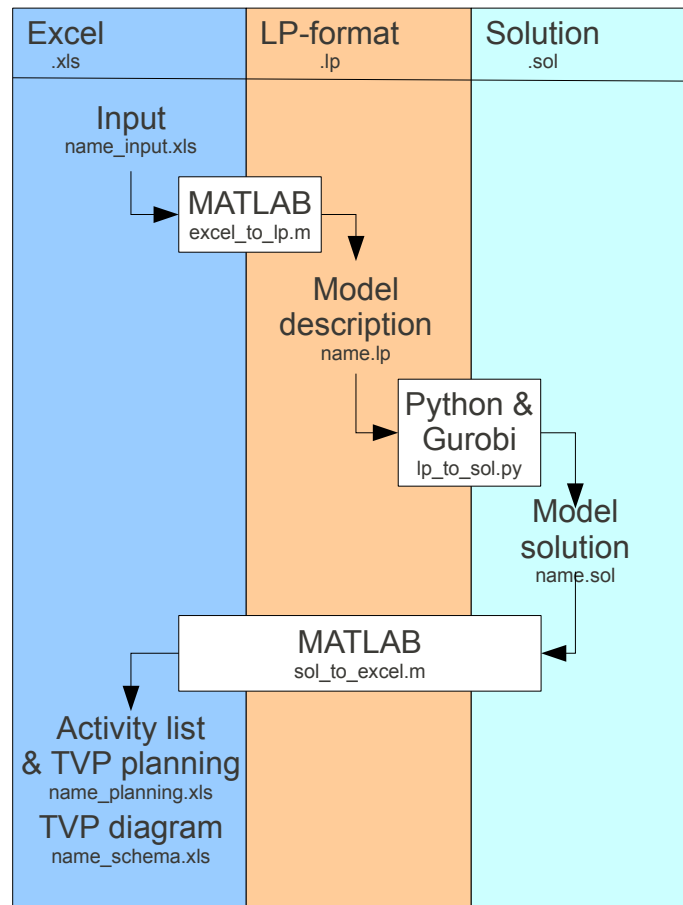 Excel
.xls
LP-format
.lp
Solution
.sol
Input
name_input.xls
MATLAB
excel_to_lp.m
Model
description
name.lp
Python &
Gurobi
lp_to_sol.py
Model
solution
name.sol
MATLAB
sol_to_excel.m
Activity list
& TVP planning
name_planning.xls
TVP diagram
name_schema.xls